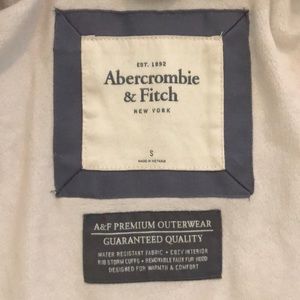 EST. 1892
Abercrombie
& Fitch
NEW YORK
S
MADE IN VIETNAM
A&F PREMIUM OUTERWEAR
GUARANTEED QUALITY
WATER RESISTANT FABRIC • COZY INTERIOR
RIB STORM CUFFS • REMOVABLE FAUX FUR HOOD
DESIGNED FOR WARMTH & COMFORT